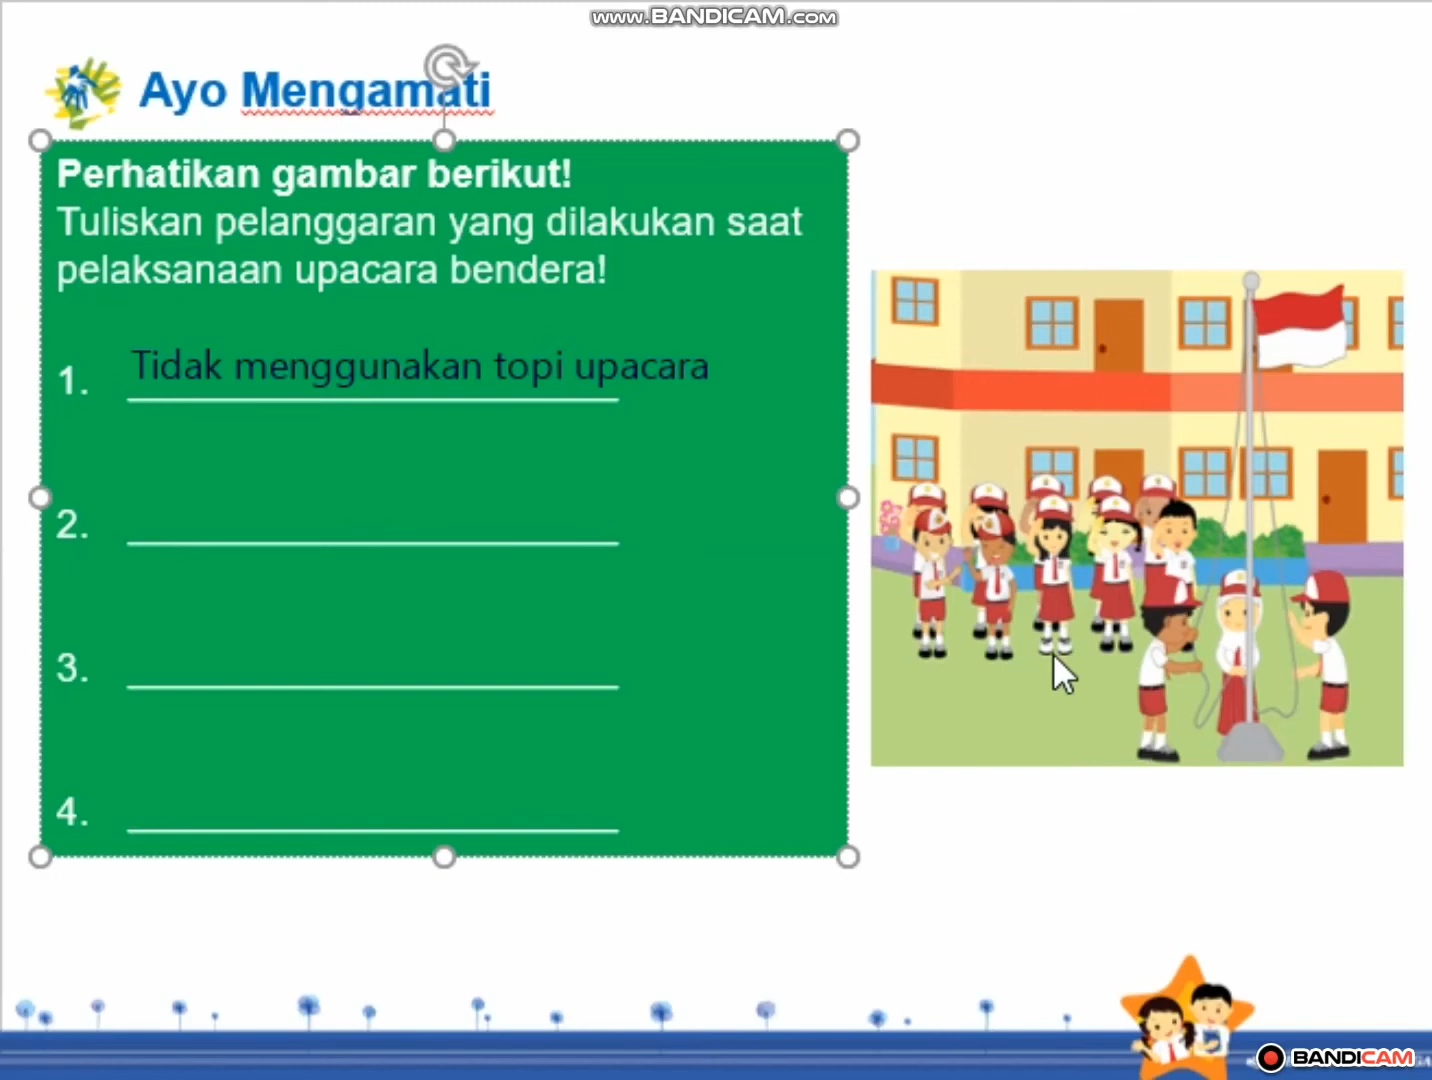 www.BANDICAM.com
Ayo Mengamati
Perhatikan gambar berikut!
Tuliskan pelanggaran yang dilakukan saat
pelaksanaan upacara bendera!
1. Tidak menggunakan topi upacara
2.
3.
4.
BANDICAM